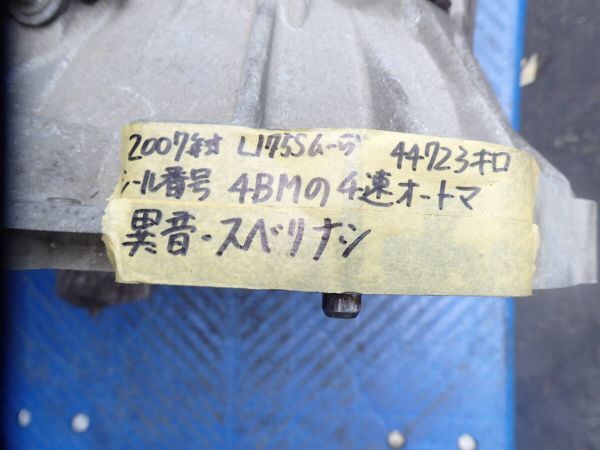 2007年式 L175Sムーヴ 44723キロ
シール番号 4BMの4速オートマ
異音・スベリナシ